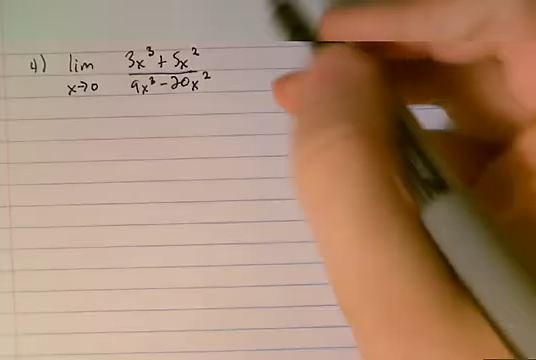 4) lim 3x³ + 5x²
x→0 9x³ - 20x²